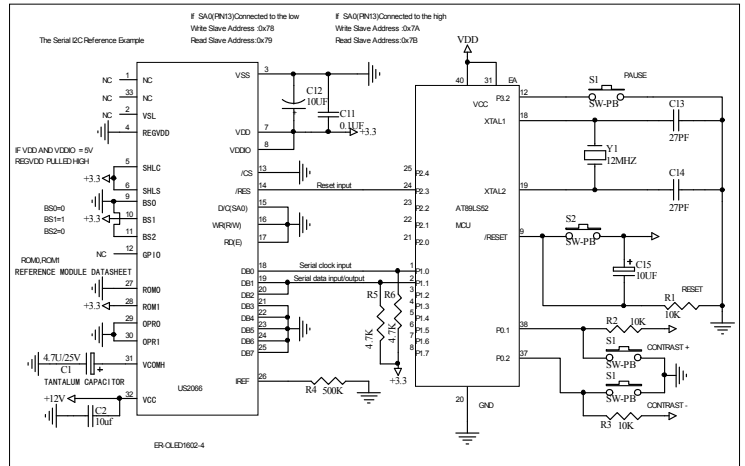 The Serial I2C Reference Example
If SA0(PIN13)Connected to the low
Write Slave Address :0x78
Read Slave Address:0x79
If SA0(PIN13)Connected to the high
Write Slave Address:0x7A
Read Slave Address:0x7B
NC 1 NC
NC 33 NC
NC 2 VSL
4 REGVDD
IF VDD AND VDDIO = 5V
REGVDD PULLED HIGH
5 SHLC
+3.3
6 SHLS
9 BS0
BS0=0
BS1=1
BS2=0
+3.3
10 BS1
11 BS2
NC 12 GPIO
ROM0,ROM1
REFERENCE MODULE DATASHEET
27 ROM0
+3.3 28 ROM1
29 OPR0
30 OPR1
4.7U/25V
C1
31 VCOMH
TANTALUM CAPACITOR
+12V 32 VCC
C2
10uf
US2066
ER-OLED1602-4
VSS 3
C12
10UF
C11
0.1UF
VDD 7
+3.3
VDDIO 8
/CS 13
/RES 14
Reset input
D/C(SA0) 15
WR(R/W) 16
RD(E) 17
DB0 18
Serial clock input
DB1 19
Serial data input/output
DB2 20
DB3 21
DB4 22
DB5 23
DB6 24
DB7 25
IREF 26
R4 500K
R5
4.7K
R6
4.7K
+3.3
VDD
40
31 EA
VCC
25 P2.4
24 P2.3
23 P2.2
22 P2.1
21 P2.0
AT89LS52
MCU
1 P1.0
2 P1.1
3 P1.2
4 P1.3
5 P1.4
6 P1.5
7 P1.6
8 P1.7
20 GND
P3.2 12
S1
SW-PB
PAUSE
XTAL1 18
C13
27PF
Y1
12MHZ
XTAL2 19
C14
27PF
/RESET 9
S2
SW-PB
C15
10UF
RESET
R1
10K
P0.1 38
R2 10K
S1
SW-PB
CONTRAST +
P0.2 37
S1
SW-PB
CONTRAST -
R3 10K